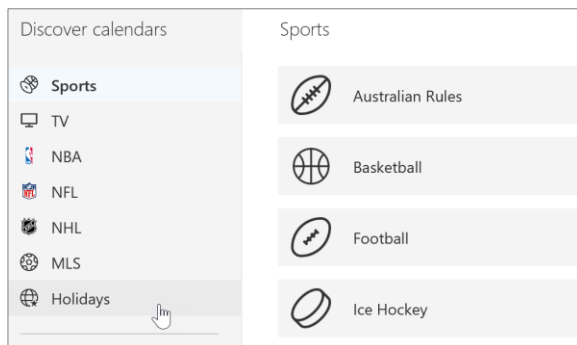 Discover calendars
Sports
TV
NBA
NFL
NHL
MLS
Holidays
Sports
Australian Rules
Basketball
Football
Ice Hockey